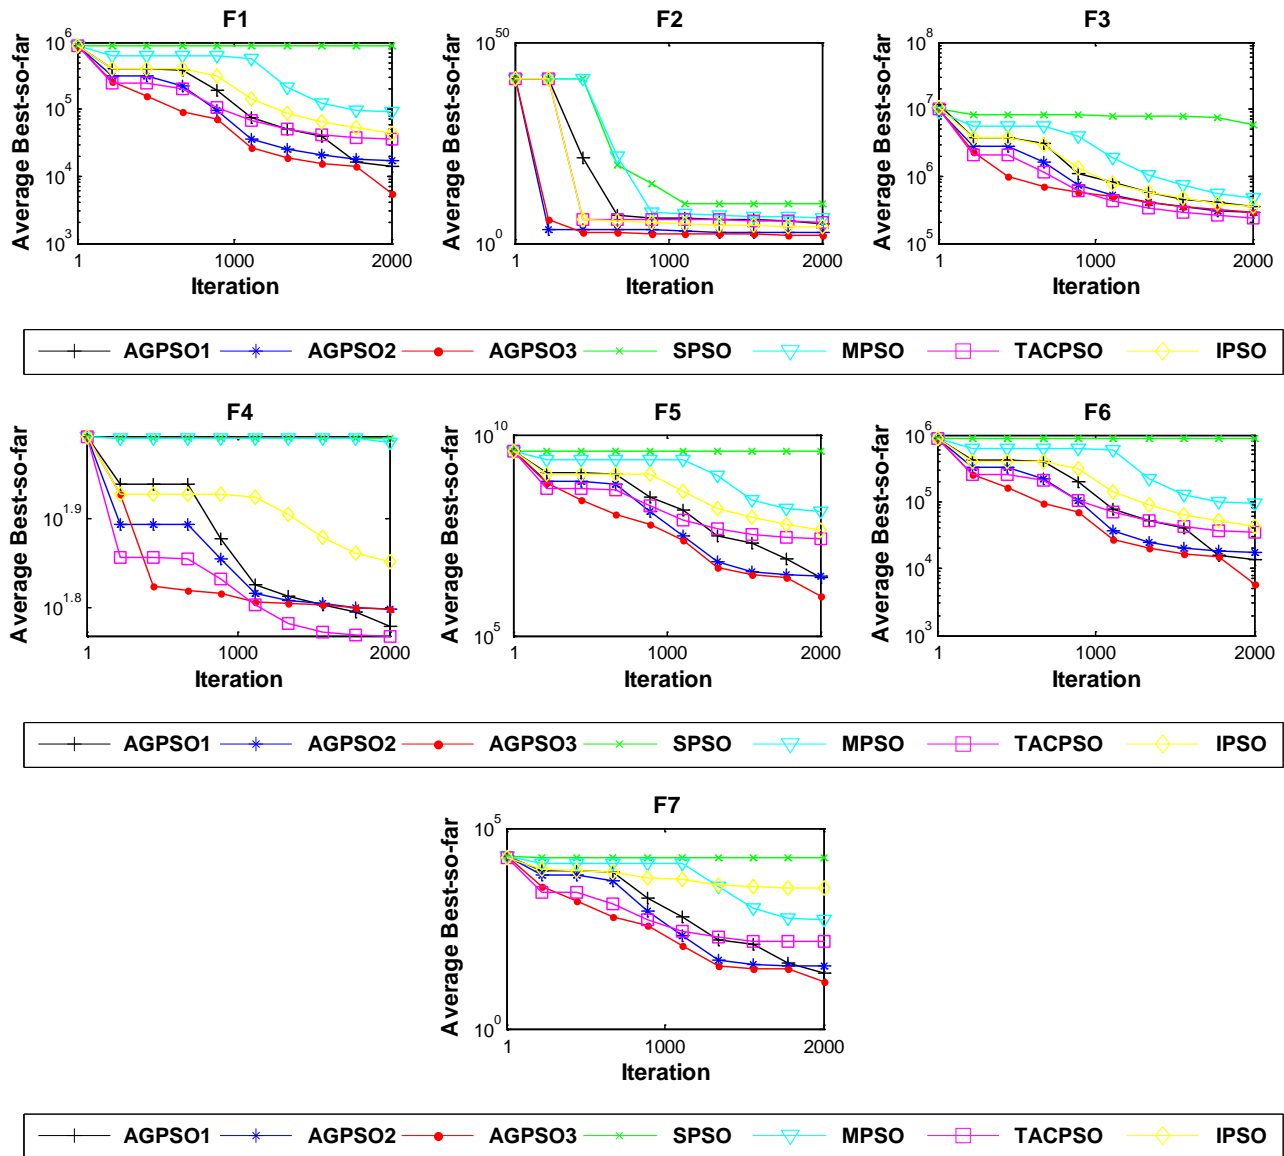 F1
F2
F3
Average Best-so-far
10^6
10^5
10^4
10^3
1
1000
2000
Iteration
Average Best-so-far
10^50
10^0
1
1000
2000
Iteration
Average Best-so-far
10^8
10^7
10^6
10^5
1
1000
2000
Iteration
AGPSO1 AGPSO2 AGPSO3 SPSO MPSO TACPSO IPSO
F4
F5
F6
Average Best-so-far
10^1.9
10^1.8
1
1000
2000
Iteration
Average Best-so-far
10^10
10^5
1
1000
2000
Iteration
Average Best-so-far
10^6
10^5
10^4
10^3
1
1000
2000
Iteration
AGPSO1 AGPSO2 AGPSO3 SPSO MPSO TACPSO IPSO
F7
Average Best-so-far
10^5
10^0
1
1000
2000
Iteration
AGPSO1 AGPSO2 AGPSO3 SPSO MPSO TACPSO IPSO